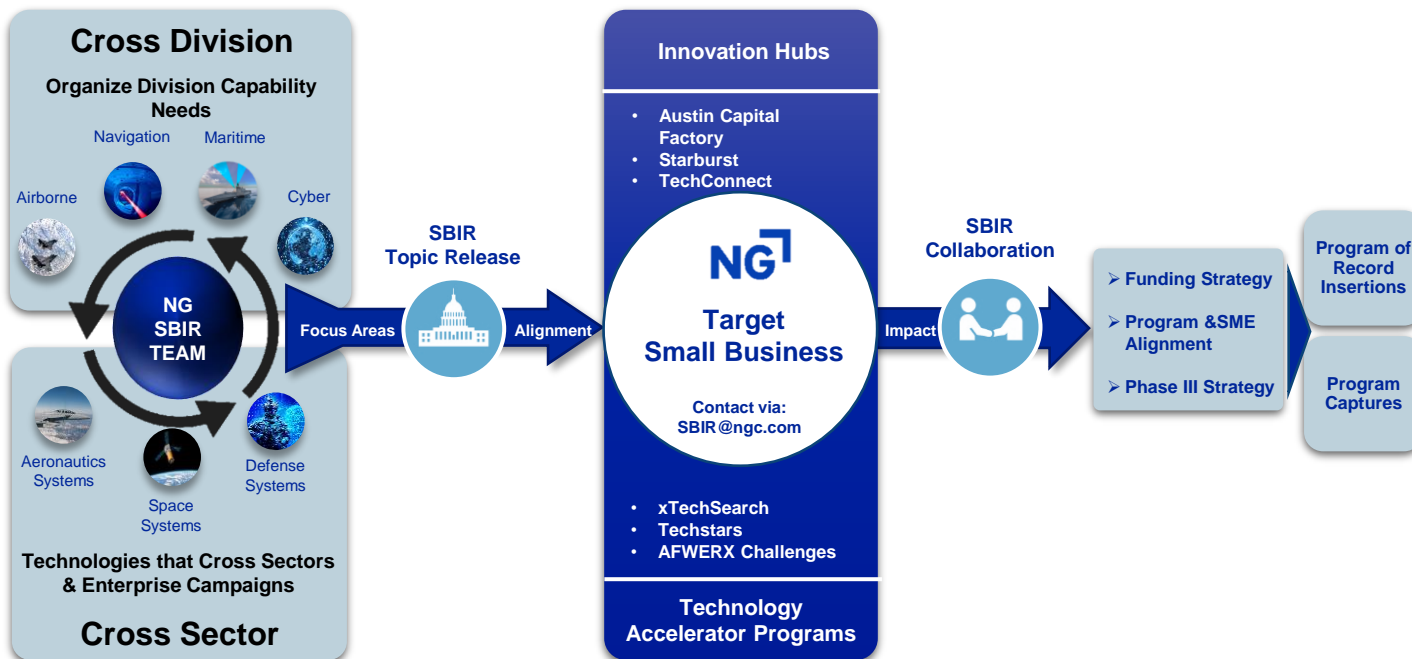 Cross Division
Organize Division Capability
Needs
Navigation
Maritime
Airborne
Cyber
NG
SBIR
TEAM
Aeronautics
Systems
Space
Systems
Defense
Systems
Technologies that Cross Sectors
& Enterprise Campaigns
Cross Sector
SBIR
Topic Release
Focus Areas
Alignment
Innovation Hubs
• Austin Capital
Factory
• Starburst
• TechConnect
NG
Target
Small Business
Contact via:
SBIR@ngc.com
• xTechSearch
• Techstars
• AFWERX Challenges
Technology
Accelerator Programs
SBIR
Collaboration
Impact
➢ Funding Strategy
➢ Program &SME
Alignment
➢ Phase III Strategy
Program of
Record
Insertions
Program
Captures